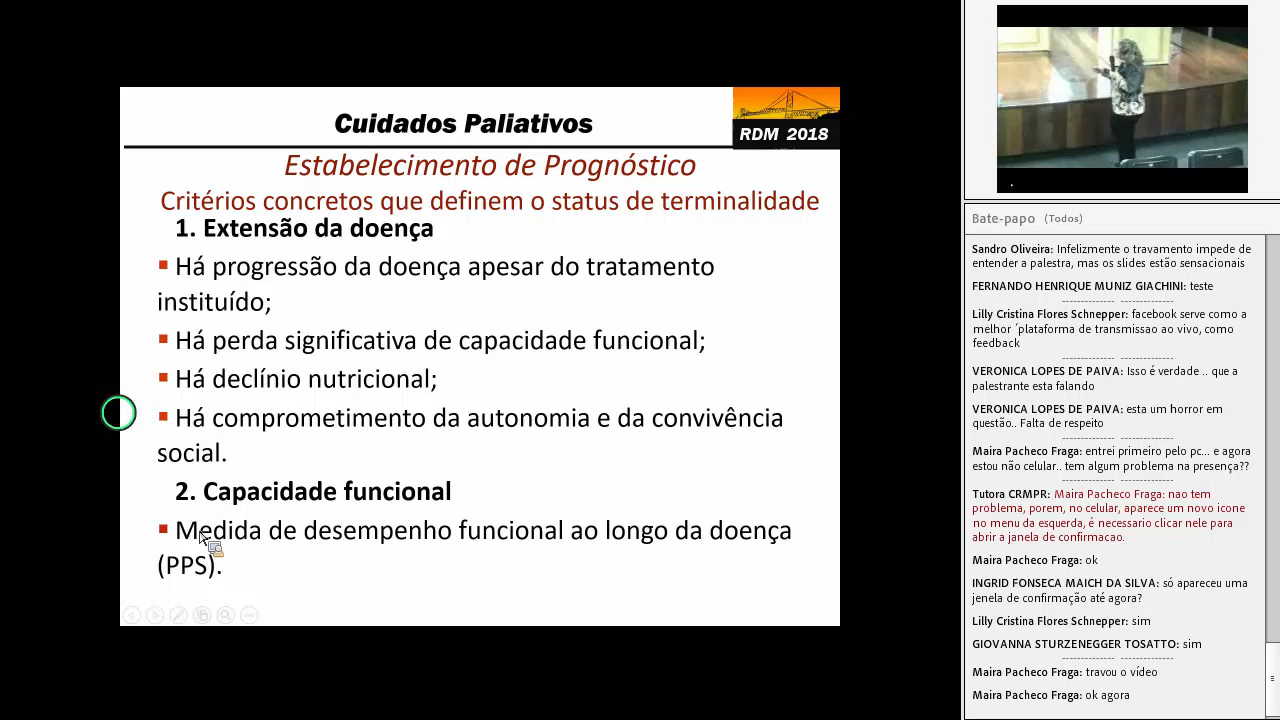 Cuidados Paliativos
RDM 2018
Estabelecimento de Prognóstico
Critérios concretos que definem o status de terminalidade
1. Extensão da doença
Há progressão da doença apesar do tratamento
instituído;
Há perda significativa de capacidade funcional;
Há declínio nutricional;
Há comprometimento da autonomia e da convivência
social.
2. Capacidade funcional
Medida de desempenho funcional ao longo da doença
(PPS).
Bate-papo (Todos)
Sandro Oliveira: Infelizmente o travamento impede de
entender a palestra, mas os slides estão sensacionais
FERNANDO HENRIQUE MUNIZ GIACHINI: teste
Lilly Cristina Flores Schnepper: facebook serve como a
melhor ´plataforma de transmissao ao vivo, como
feedback
VERONICA LOPES DE PAIVA: Isso é verdade .. que a
palestrante esta falando
VERONICA LOPES DE PAIVA: esta um horror em
questão.. Falta de respeito
Maira Pacheco Fraga: entrei primeiro pelo pc... e agora
estou não celular.. tem algum problema na presença??
Tutora CRMPR: Maira Pacheco Fraga: nao tem
problema, porem, no celular, aparece um novo icone
no menu da esquerda, é necessario clicar nele para
abrir a janela de confirmacao.
Maira Pacheco Fraga: ok
INGRID FONSECA MAICH DA SILVA: só apareceu uma
jenela de confirmação até agora?
Lilly Cristina Flores Schnepper: sim
GIOVANNA STURZENEGGER TOSATTO: sim
Maira Pacheco Fraga: travou o vídeo
Maira Pacheco Fraga: ok agora